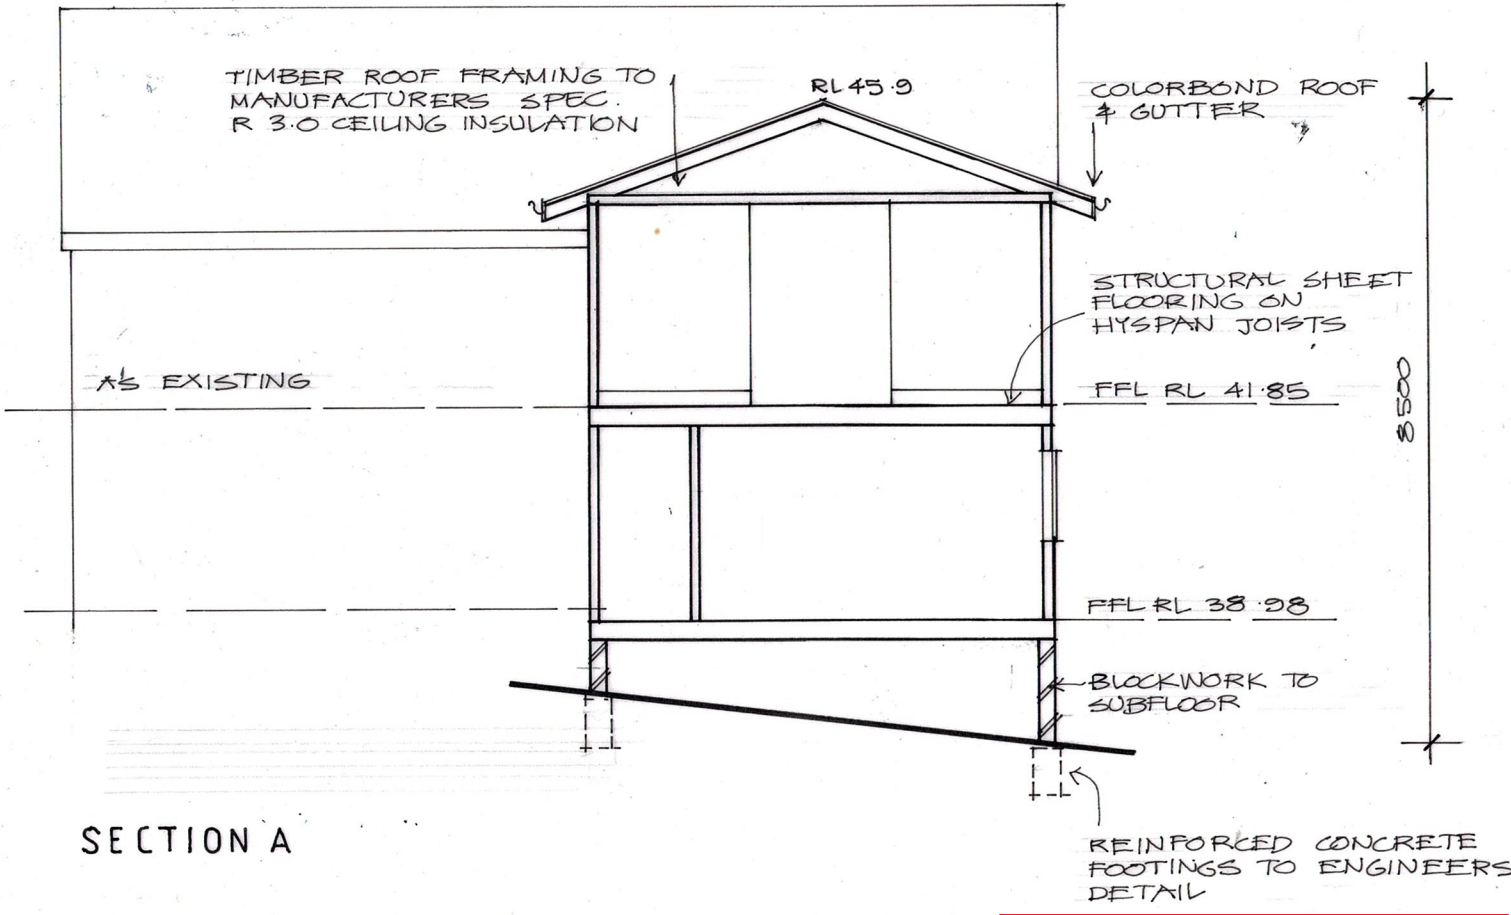 TIMBER ROOF FRAMING TO
MANUFACTURERS SPEC.
R 3.0 CEILING INSULATION
RL 45.9
COLORBOND ROOF
& GUTTER
STRUCTURAL SHEET
FLOORING ON
HYSPAN JOISTS
AS EXISTING
FFL RL 41.85
8500
FFL RL 38.98
BLOCKWORK TO
SUBFLOOR
SECTION A
REINFORCED CONCRETE
FOOTINGS TO ENGINEERS
DETAIL